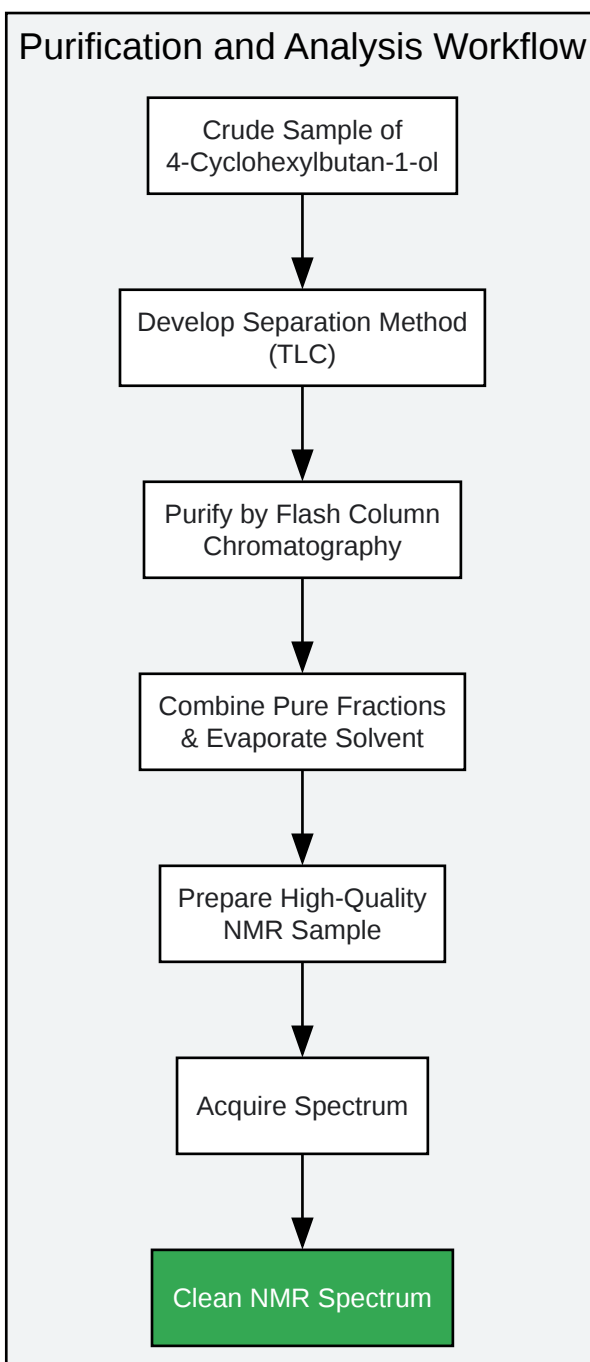 Purification and Analysis Workflow
Crude Sample of
4-Cyclohexylbutan-1-ol
Develop Separation Method
(TLC)
Purify by Flash Column
Chromatography
Combine Pure Fractions
& Evaporate Solvent
Prepare High-Quality
NMR Sample
Acquire Spectrum
Clean NMR Spectrum